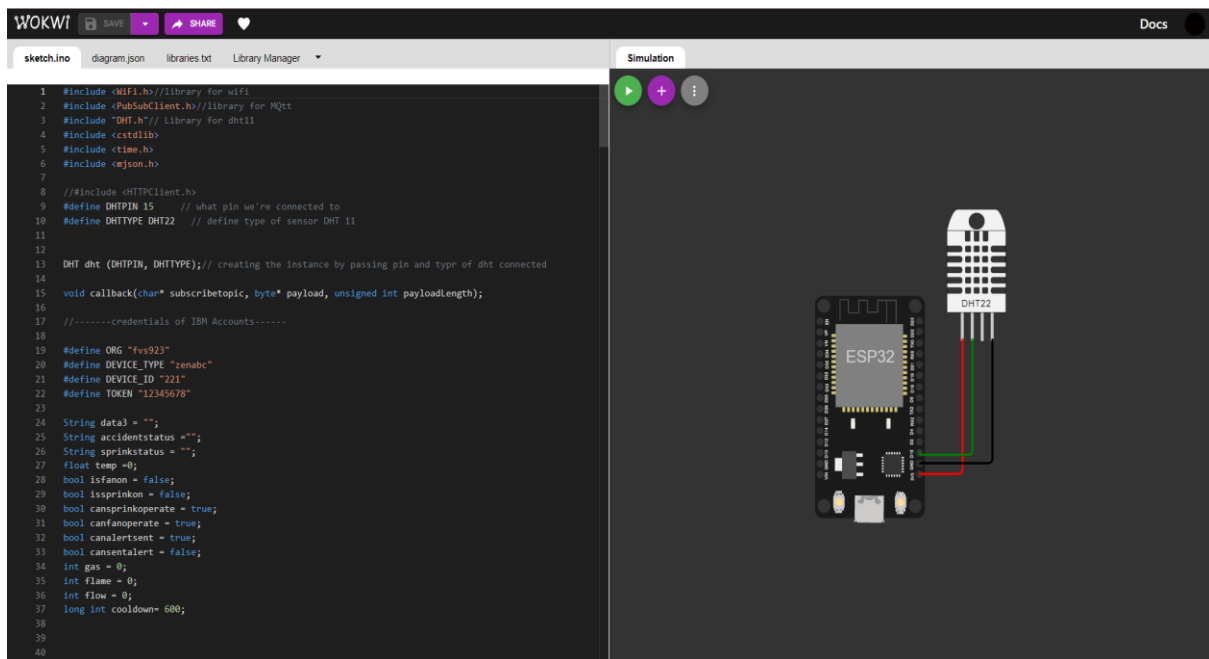 WOKWI SAVE SHARE Docs
sketch.ino diagram.json libraries.txt Library Manager
Simulation
1 #include <WiFi.h>//library for wifi
2 #include <PubSubClient.h>//library for MQtt
3 #include "DHT.h"// Library for dht11
4 #include <cstdlib>
5 #include <time.h>
6 #include <mjson.h>
7
8 //#include <HTTPClient.h>
9 #define DHTPIN 15 // what pin we're connected to
10 #define DHTTYPE DHT22 // define type of sensor DHT 11
11
12
13 DHT dht (DHTPIN, DHTTYPE);// creating the instance by passing pin and typr of dht connected
14
15 void callback(char* subscribetopic, byte* payload, unsigned int payloadLength);
16
17 //-------credentials of IBM Accounts------
18
19 #define ORG "fvs923"
20 #define DEVICE_TYPE "zenabc"
21 #define DEVICE_ID "221"
22 #define TOKEN "12345678"
23
24 String data3 = "";
25 String accidentstatus ="";
26 String sprinkstatus = "";
27 float temp =0;
28 bool isfanon = false;
29 bool issprinkon = false;
30 bool cansprinkoperate = true;
31 bool canfanoperate = true;
32 bool canalertsent = true;
33 bool cansentalert = false;
34 int gas = 0;
35 int flame = 0;
36 int flow = 0;
37 long int cooldown= 600;
38
39
40
DHT22
ESP32